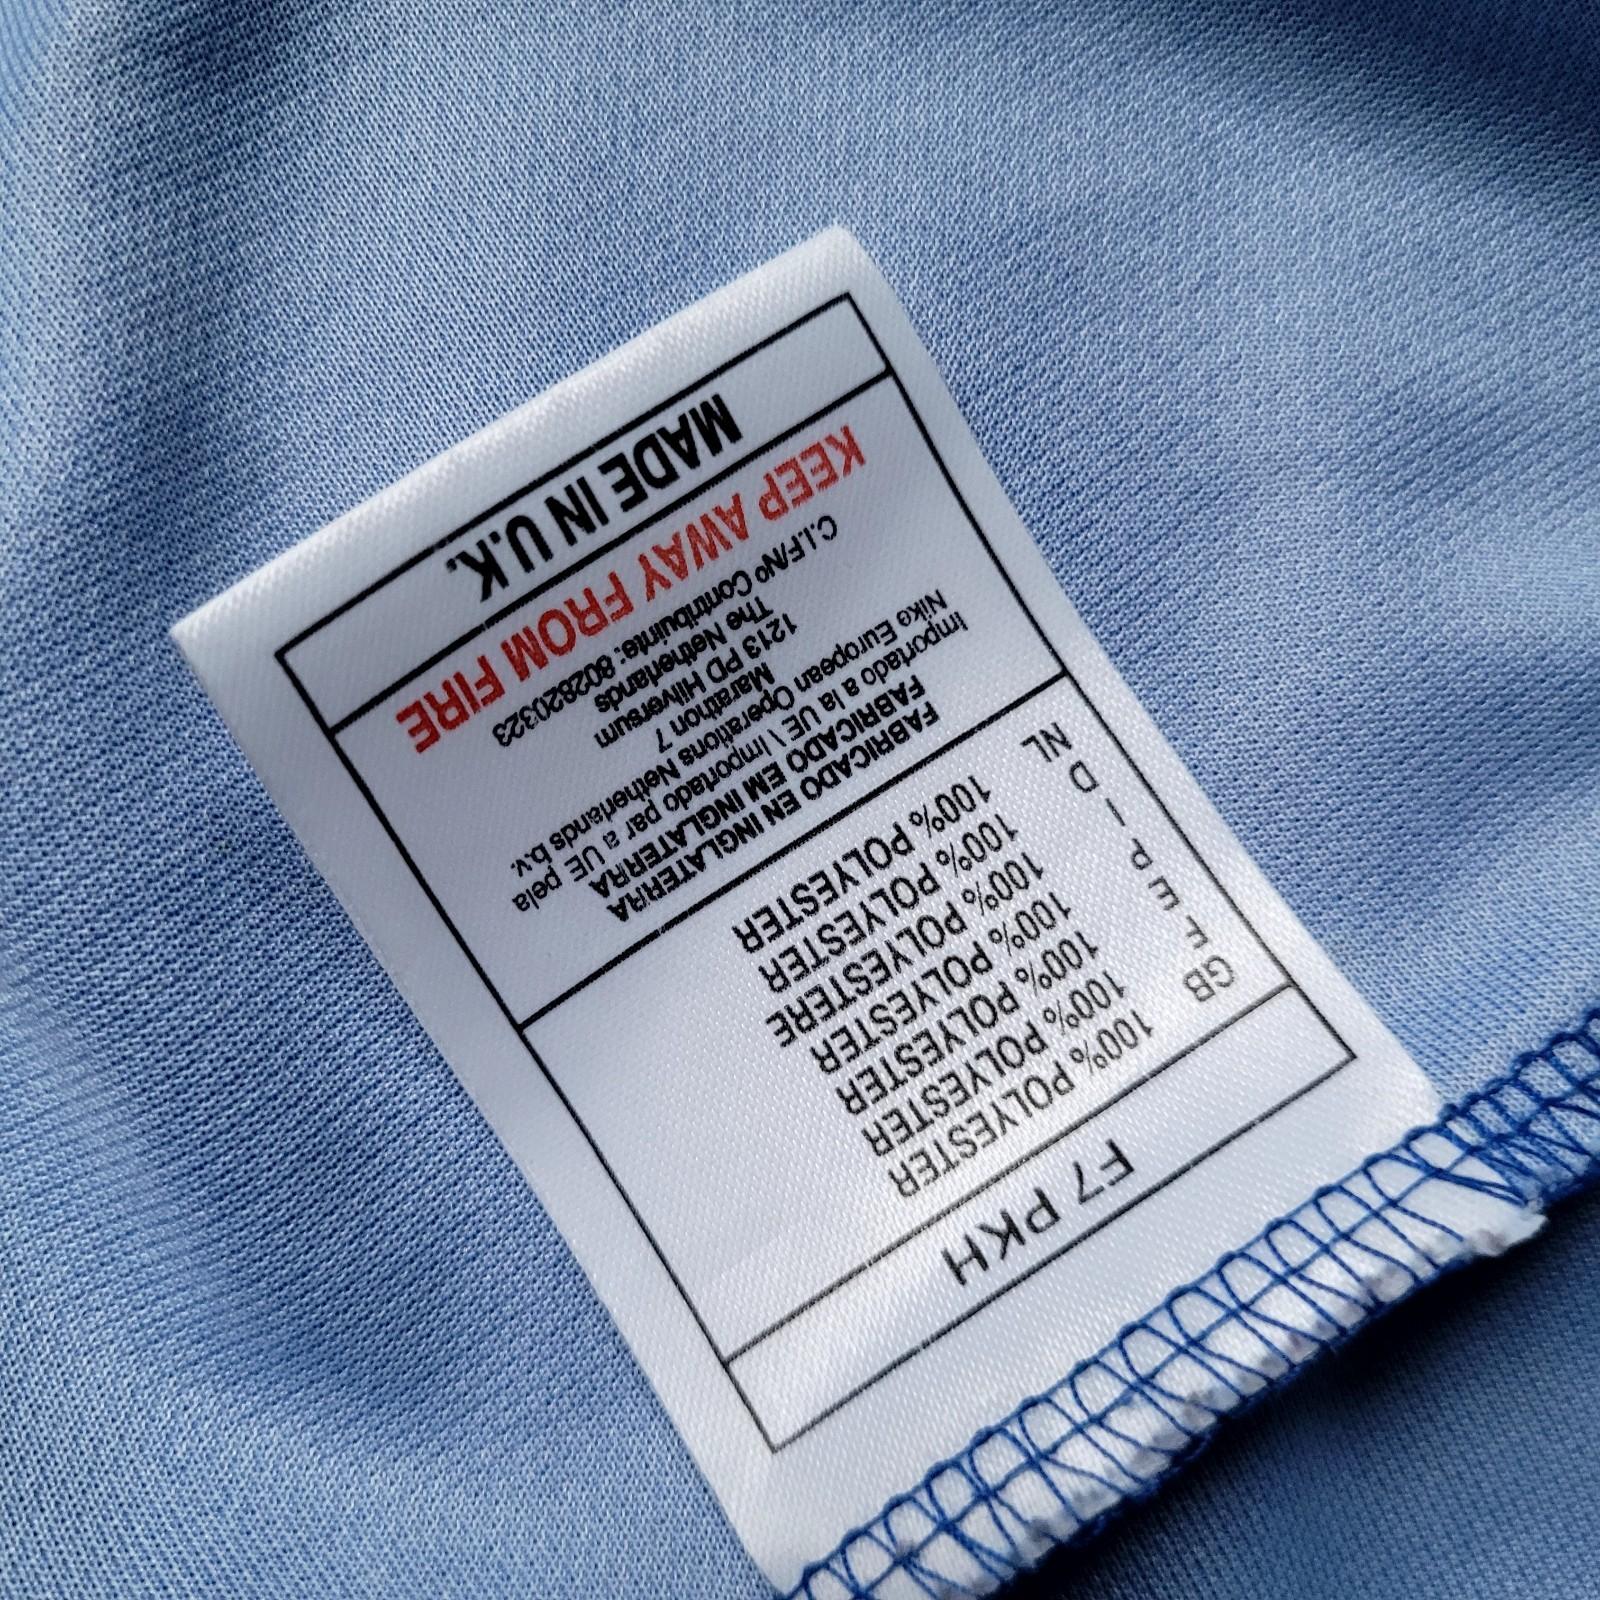 F7 PKH
GB 100% POLYESTER
F 100% POLYESTER
E 100% POLYESTER
P 100% POLYESTER
I 100% POLYESTERE
D 100% POLYESTER
NL 100% POLYESTER
FABRICADO EN INGLATERRA
FABRICADO EM INGLATERRA
Importado a la UE \ Importado par a UE pela
Nike European Operations Netherlands b.v.
Marathon 7
1213 PD Hilversum
The Netherlands
C.I.F/Nº Contribuinte: 802820323
KEEP AWAY FROM FIRE
MADE IN U.K.